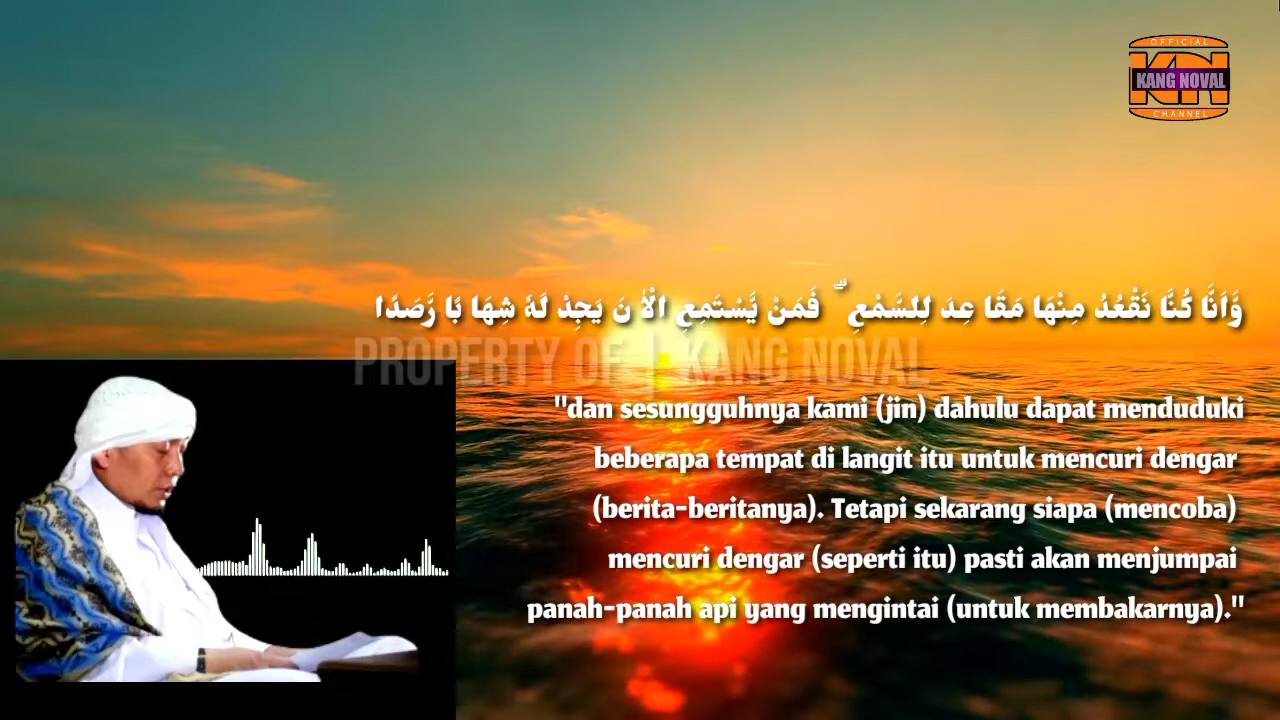 OFFICIAL
KN
KANG NOVAL
CHANNEL
وَّاَنَّا كُنَّا نَقْعُدُ مِنْهَا مَقَا عِدَ لِلسَّمْعِ ۗ فَمَنْ يَّسْتَمِعِ الْاٰ نَ يَجِدْ لَهٗ شِهَا بًا رَّصَدًا
PROPERTY OF | KANG NOVAL
"dan sesungguhnya kami (jin) dahulu dapat menduduki
beberapa tempat di langit itu untuk mencuri dengar
(berita-beritanya). Tetapi sekarang siapa (mencoba)
mencuri dengar (seperti itu) pasti akan menjumpai
panah-panah api yang mengintai (untuk membakarnya)."